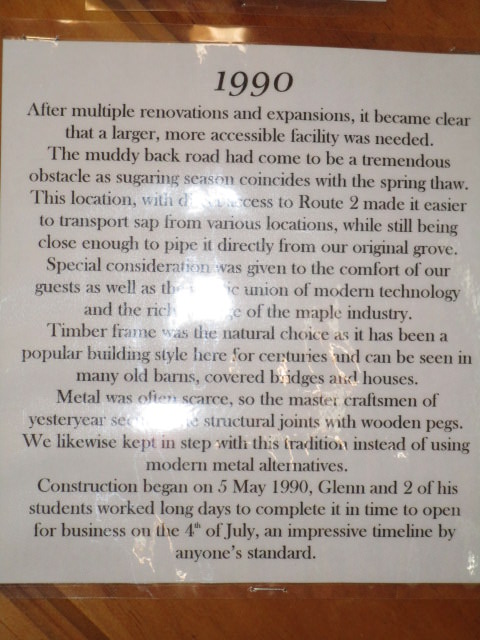 1990
After multiple renovations and expansions, it became clear
that a larger, more accessible facility was needed.
The muddy back road had come to be a tremendous
obstacle as sugaring season coincides with the spring thaw.
This location, with access to Route 2 made it easier
to transport sap from various locations, while still being
close enough to pipe it directly from our original grove.
Special consideration was given to the comfort of our
guests as well as the union of modern technology
and the rich of the maple industry.
Timber frame was the natural choice as it has been a
popular building style here for centuries and can be seen in
many old barns, covered bridges and houses.
Metal was often scarce, so the master craftsmen of
yesteryear structural joints with wooden pegs.
We likewise kept in step with this tradition instead of using
modern metal alternatives.
Construction began on 5 May 1990, Glenn and 2 of his
students worked long days to complete it in time to open
for business on the 4th of July, an impressive timeline by
anyone's standard.